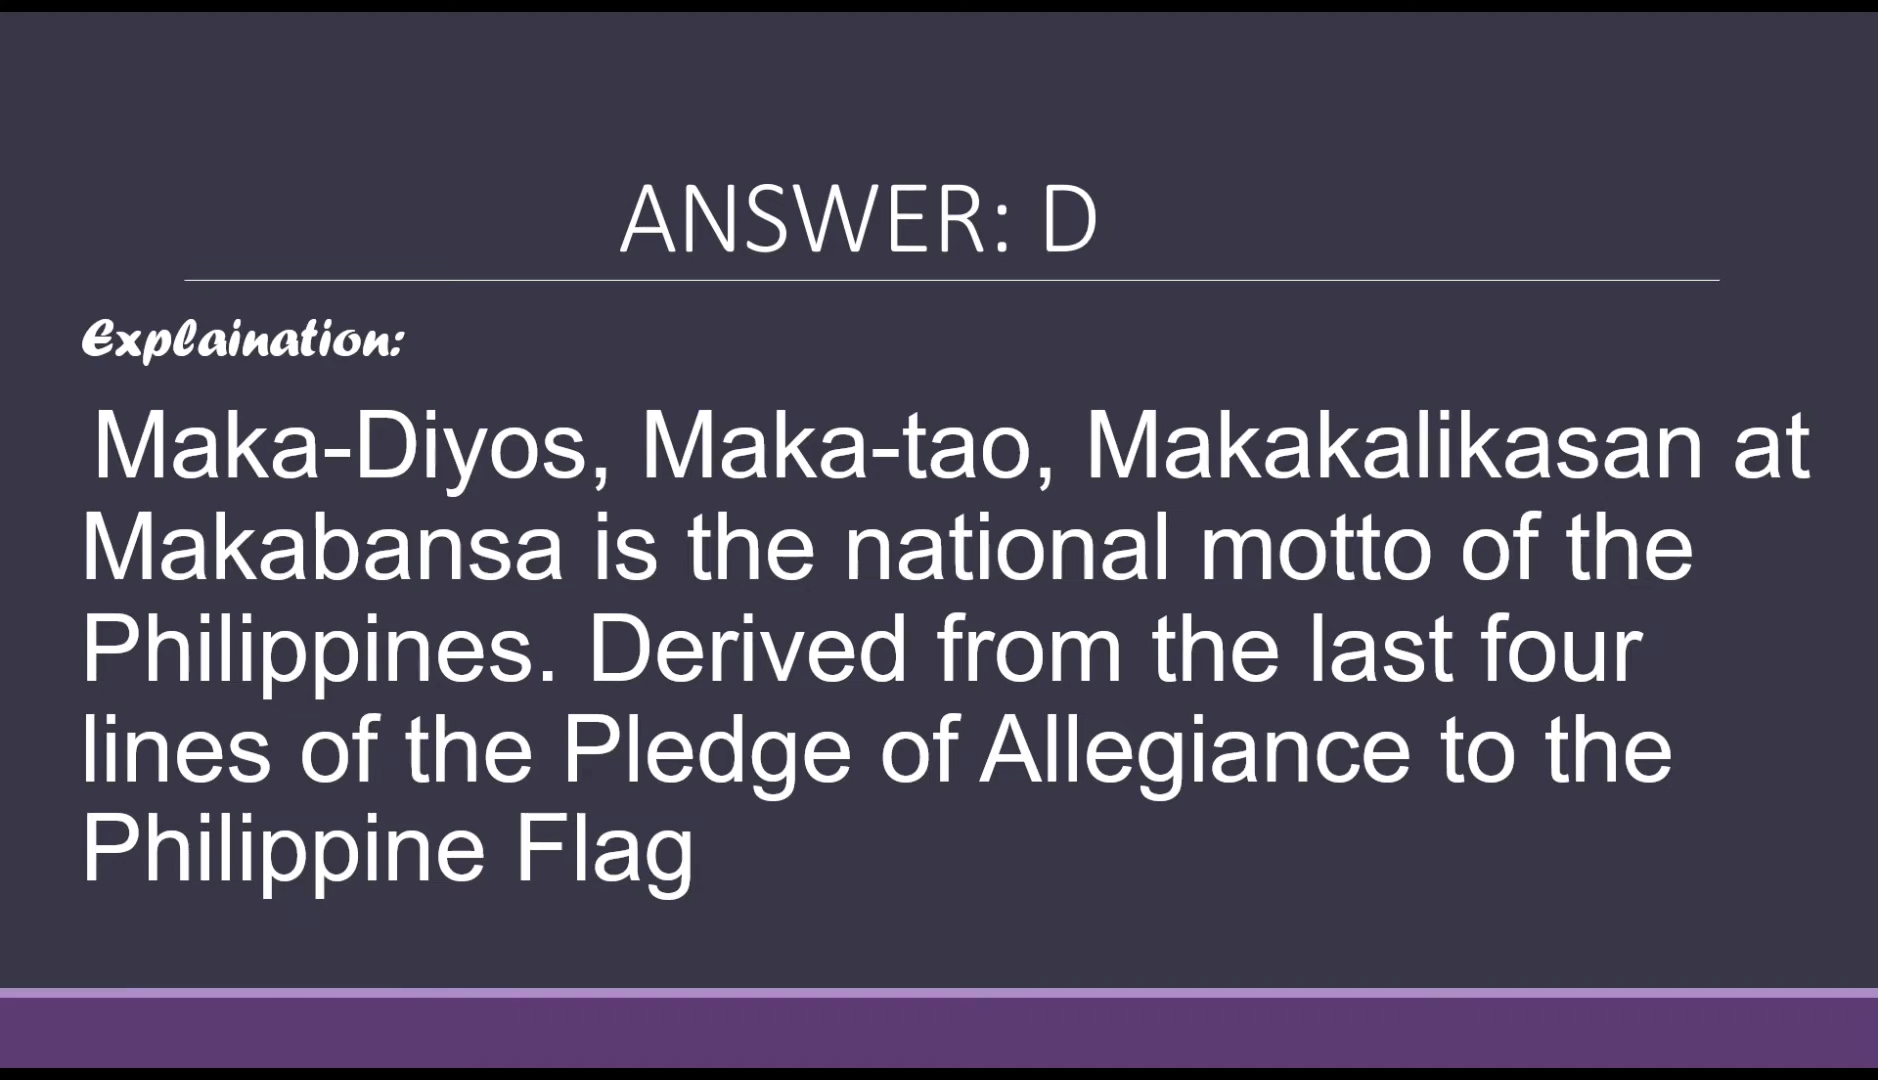 ANSWER: D
Explaination:
Maka-Diyos, Maka-tao, Makakalikasan at
Makabansa is the national motto of the
Philippines. Derived from the last four
lines of the Pledge of Allegiance to the
Philippine Flag